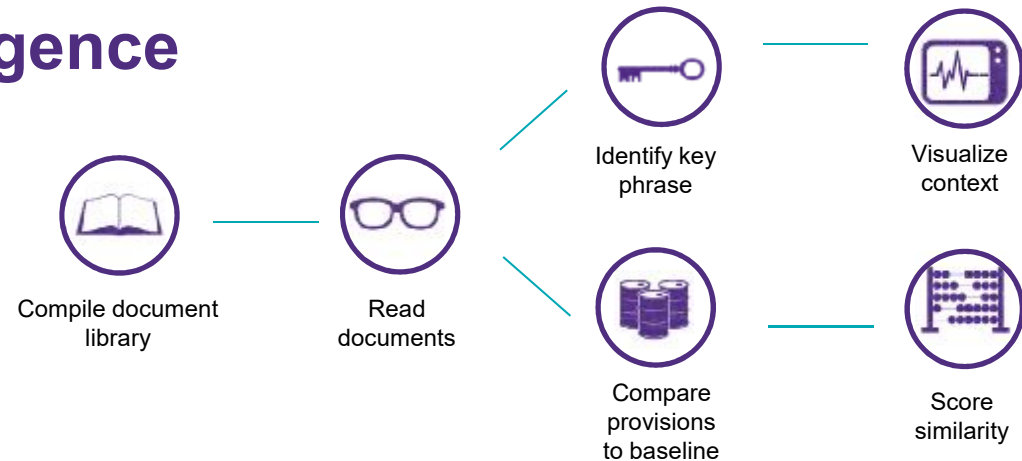 gence
Compile document
library
Read
documents
Identify key
phrase
Visualize
context
Compare
provisions
to baseline
Score
similarity